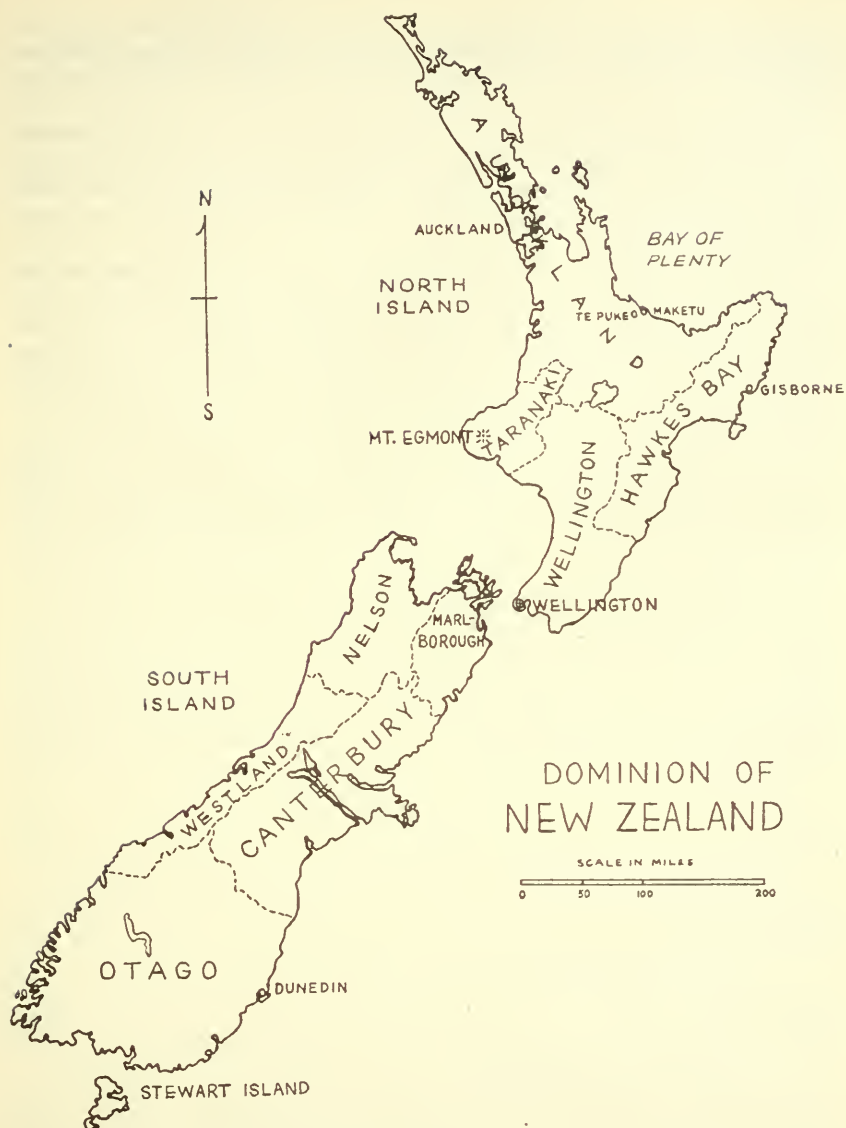 N
S
AUCKLAND
AUCKLAND
BAY OF
PLENTY
NORTH
ISLAND
TE PUKE
MAKETU
GISBORNE
HAWKES BAY
TARANAKI
MT. EGMONT
WELLINGTON
WELLINGTON
NELSON
MARL-
BOROUGH
SOUTH
ISLAND
WESTLAND
CANTERBURY
DOMINION OF
NEW ZEALAND
SCALE IN MILES
0 50 100 200
OTAGO
DUNEDIN
STEWART ISLAND